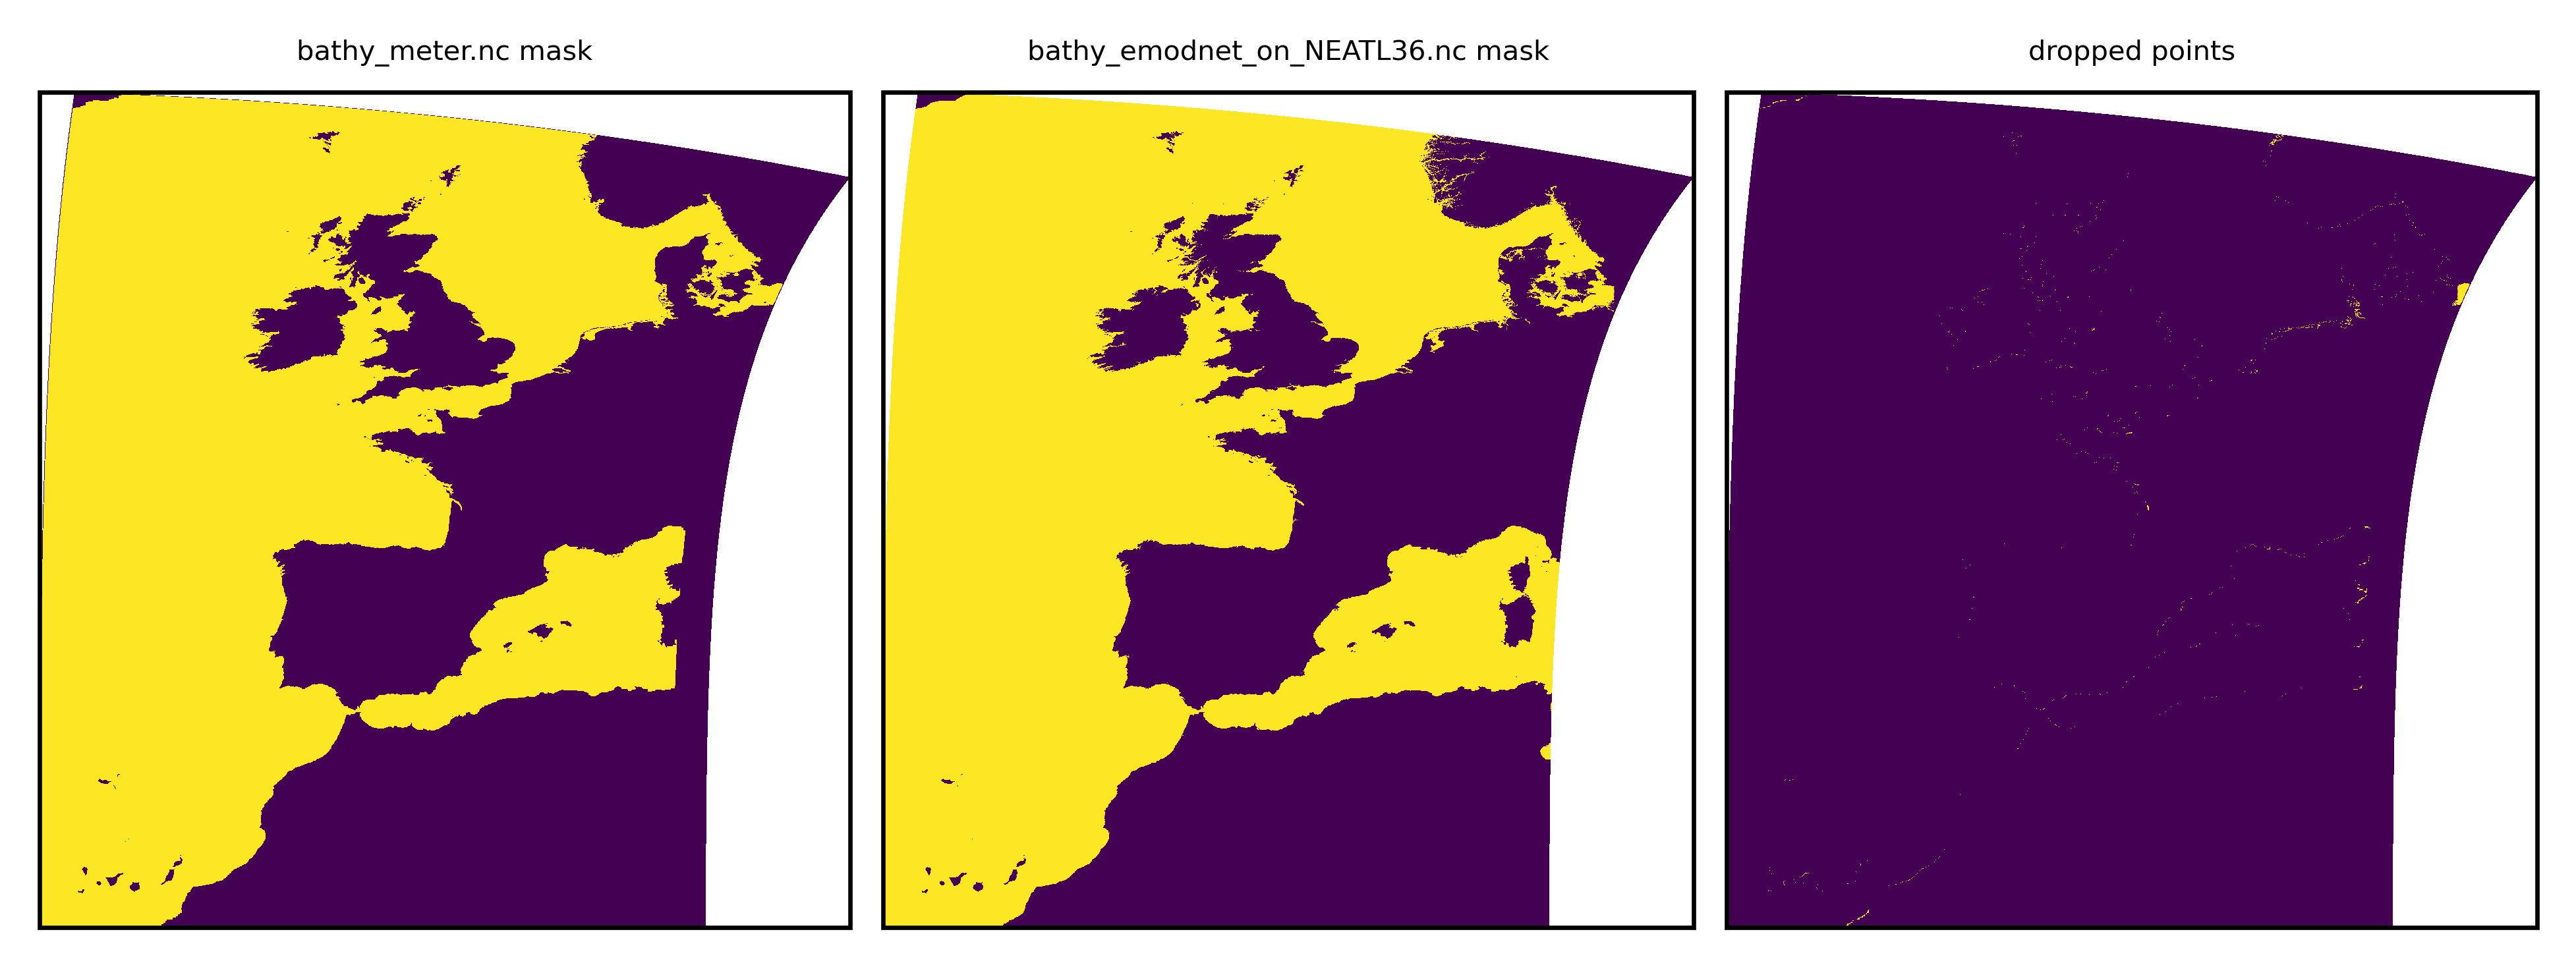 bathy_meter.nc mask
bathy_emodnet_on_NEATL36.nc mask
dropped points